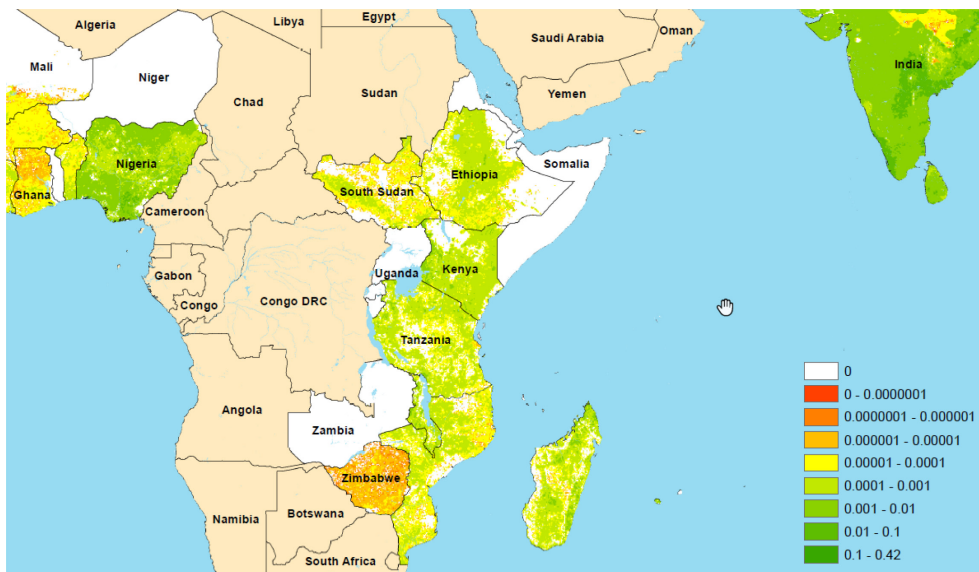 Egypt
Algeria
Libya
Oman
Saudi Arabia
Mali
India
Niger
Sudan
Yemen
Chad
Nigeria
Somalia
Ethiopia
South Sudan
Ghana
Cameroon
Uganda
Kenya
Gabon
Congo
Congo DRC
Tanzania
Angola
Zambia
Zimbabwe
Botswana
Namibia
South Africa
0
0 - 0.0000001
0.0000001 - 0.000001
0.000001 - 0.00001
0.00001 - 0.0001
0.0001 - 0.001
0.001 - 0.01
0.01 - 0.1
0.1 - 0.42